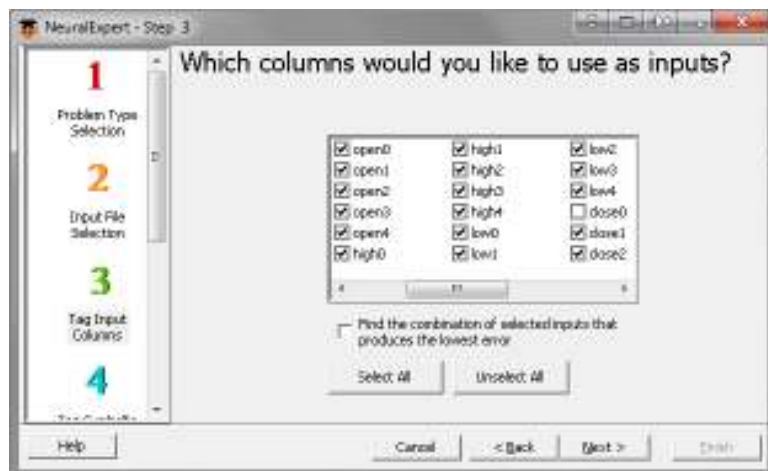 NeuralExpert - Step 3
Which columns would you like to use as inputs?
1
Problem Type
Selection
2
Input File
Selection
3
Tag Input
Columns
4
open0
open1
open2
open3
open4
high0
high1
high2
high3
high4
low0
low1
low2
low3
low4
close0
close1
close2
Find the combination of selected inputs that
produces the lowest error
Select All
Unselect All
Help
Cancel
< Back
Next >
Finish